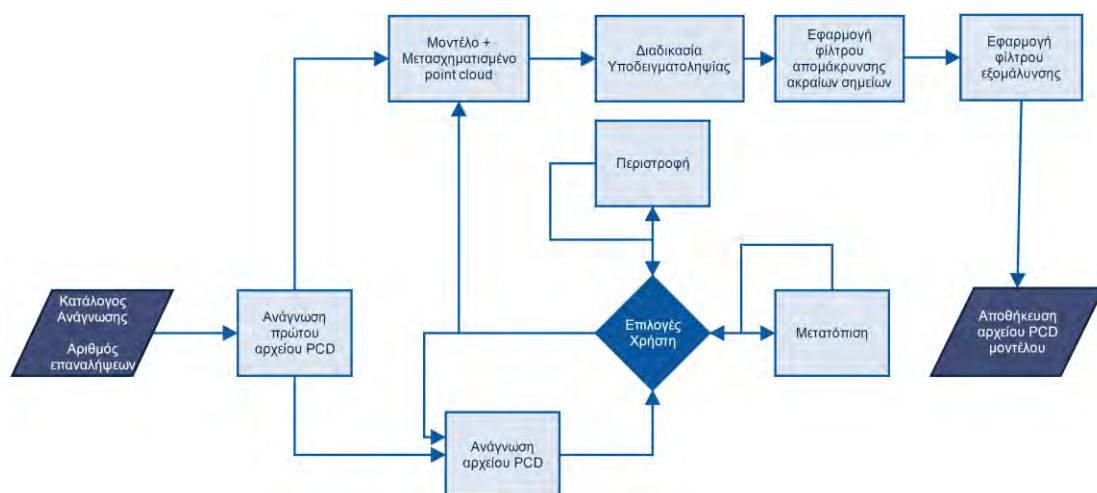 Μοντέλο +
Μετασχηματισμένο
point cloud
Διαδικασία
Υποδειγματοληψίας
Εφαρμογή
φίλτρου
απομάκρυνσης
ακραίων σημείων
Εφαρμογή
φίλτρου
εξομάλυνσης
Περιστροφή
Κατάλογος
Ανάγνωσης
Αριθμός
επαναλήψεων
Ανάγνωση
πρώτου
αρχείου PCD
Επιλογές
Χρήστη
Μετατόπιση
Αποθήκευση
αρχείου PCD
μοντέλου
Ανάγνωση
αρχείου PCD